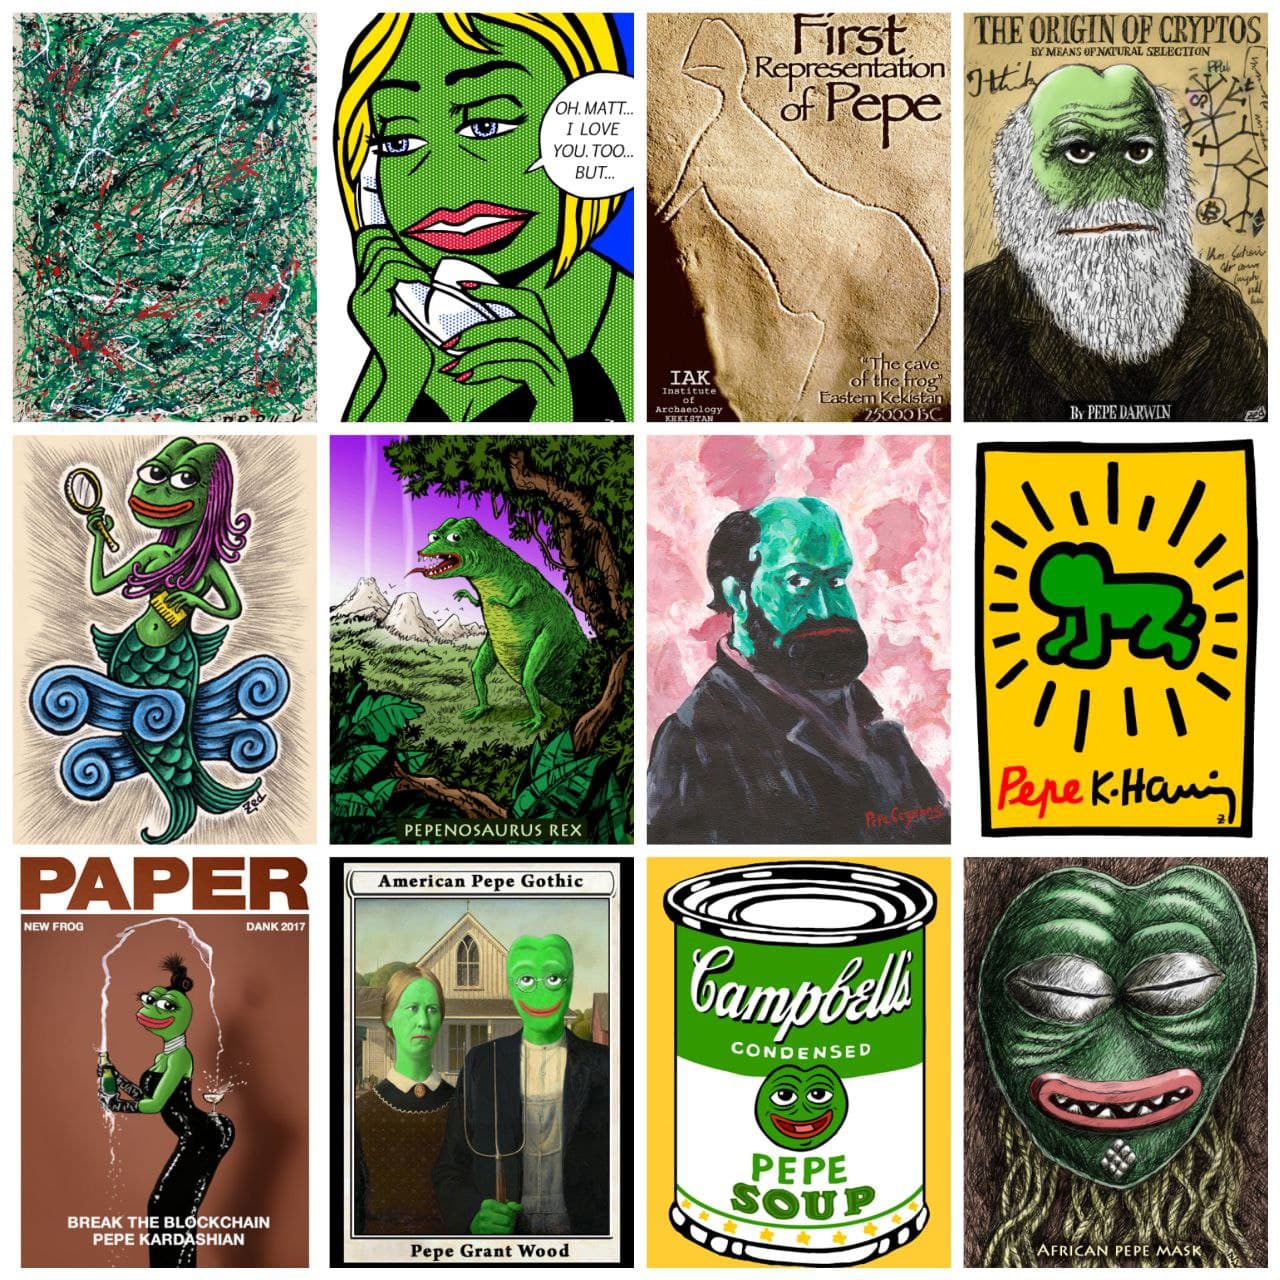 OH. MATT...
I LOVE
YOU. TOO...
BUT...
First
Representation
of Pepe
"The cave
of the frog"
Eastern Kekistan
25000 BC
IAK
Institute
of
Archaeology
KEKISTAN
THE ORIGIN OF CRYPTOS
BY MEANS OF NATURAL SELECTION
I think
BY PEPE DARWIN
Zed
PEPENOSAURUS REX
Pepe Cezanne
Pepe K·Haring
Z
PAPER
NEW FROG DANK 2017
BREAK THE BLOCKCHAIN
PEPE KARDASHIAN
American Pepe Gothic
Pepe Grant Wood
Campbell's
CONDENSED
PEPE
SOUP
AFRICAN PEPE MASK